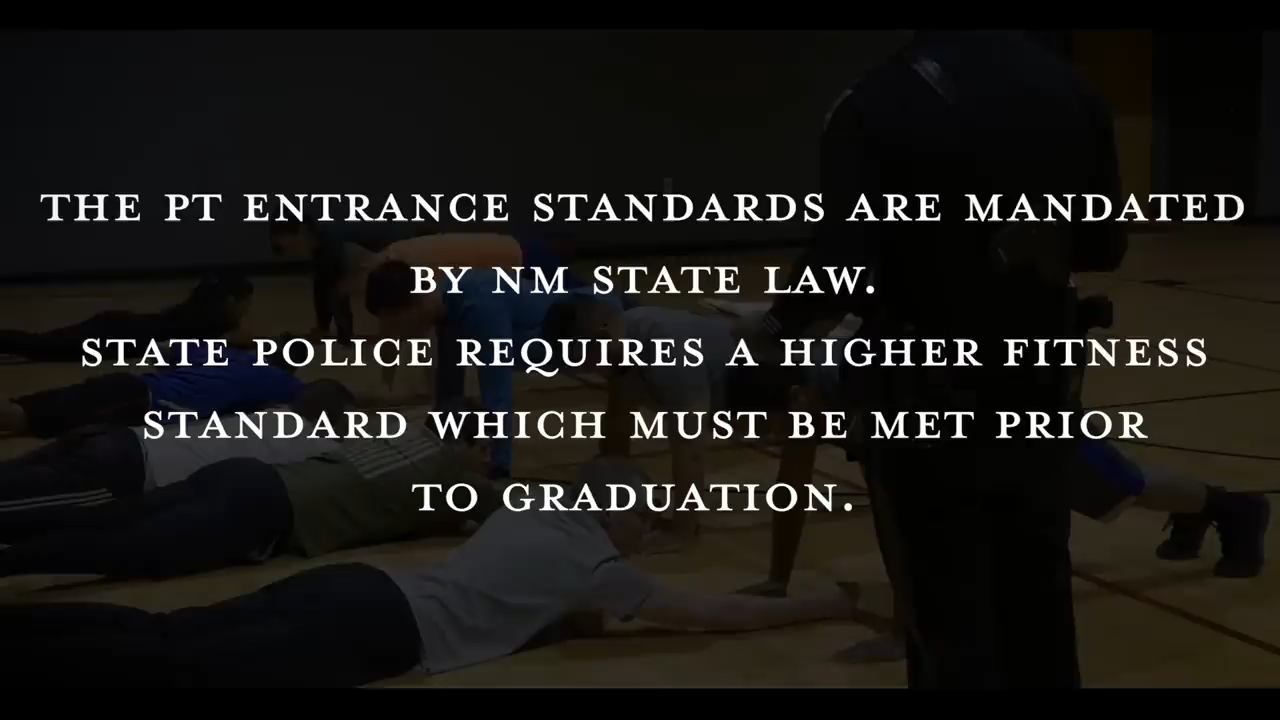 THE PT ENTRANCE STANDARDS ARE MANDATED
BY NM STATE LAW.
STATE POLICE REQUIRES A HIGHER FITNESS
STANDARD WHICH MUST BE MET PRIOR
TO GRADUATION.